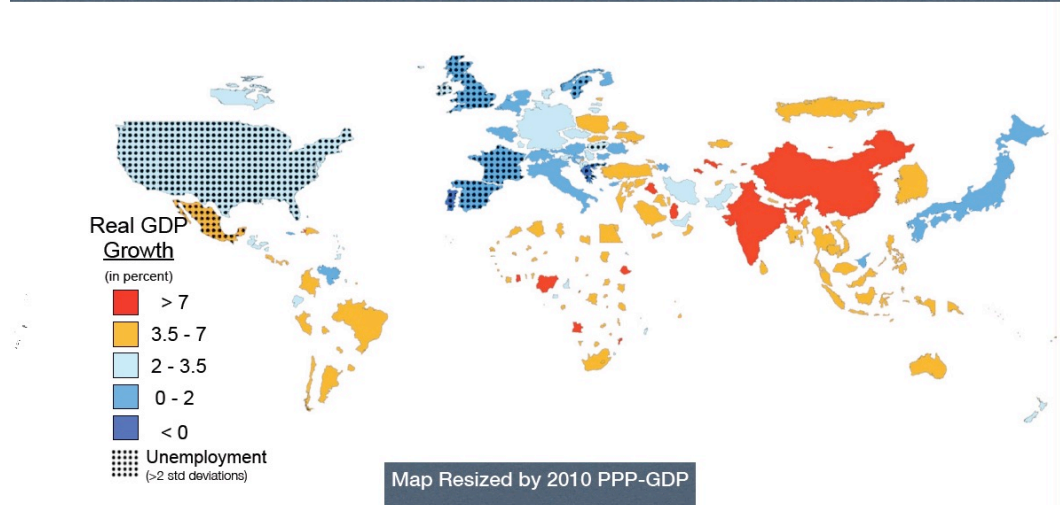 Real GDP
Growth
(in percent)
> 7
3.5 - 7
2 - 3.5
0 - 2
< 0
Unemployment
(>2 std deviations)
Map Resized by 2010 PPP-GDP